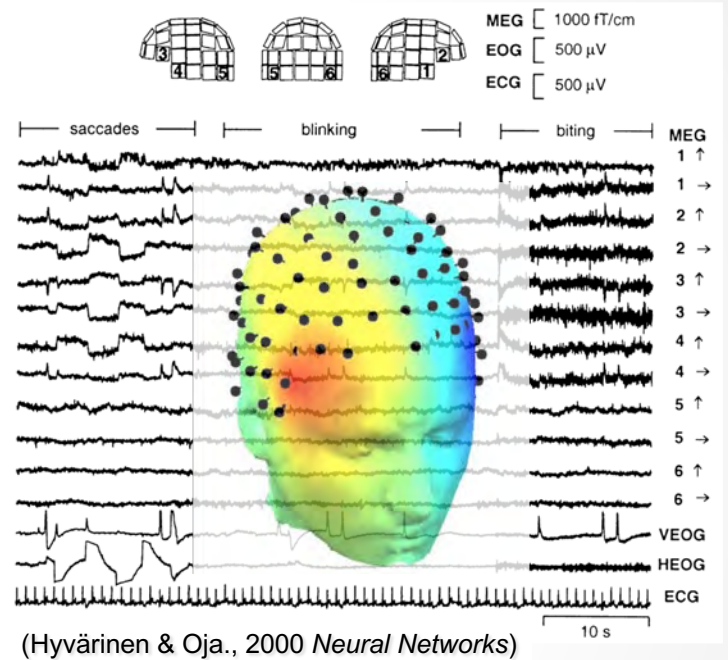 MEG [ 1000 fT/cm
EOG [ 500 µV
ECG [ 500 µV
3 4 5
5 6
6 1 2
saccades blinking biting MEG
1 ↑
1 →
2 ↑
2 →
3 ↑
3 →
4 ↑
4 →
5 ↑
5 →
6 ↑
6 →
VEOG
HEOG
ECG
10 s
(Hyvärinen & Oja., 2000 Neural Networks)